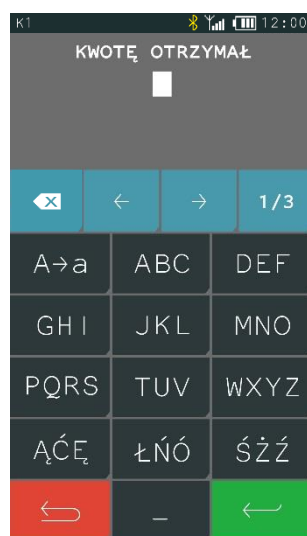 K1 12:00
KWOTĘ OTRZYMAŁ
1/3
A→a ABC DEF
GHI JKL MNO
PQRS TUV WXYZ
ĄĆĘ ŁŃÓ ŚŻŹ
_